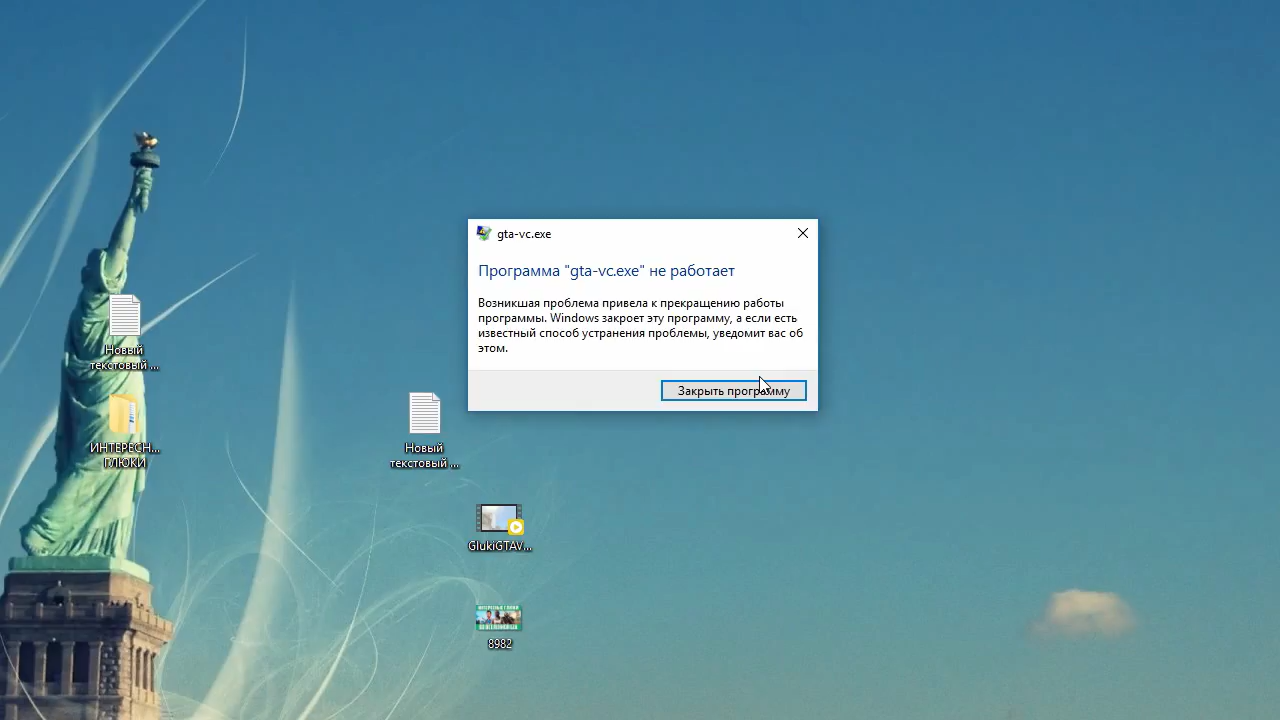 gta-vc.exe
Программа "gta-vc.exe" не работает
Возникшая проблема привела к прекращению работы
программы. Windows закроет эту программу, а если есть
известный способ устранения проблемы, уведомит вас об
этом.
Закрыть программу
Новый
текстовый ...
ИНТЕРЕСН...
ГЛЮКИ
Новый
текстовый ...
GlukiGTAV...
8982